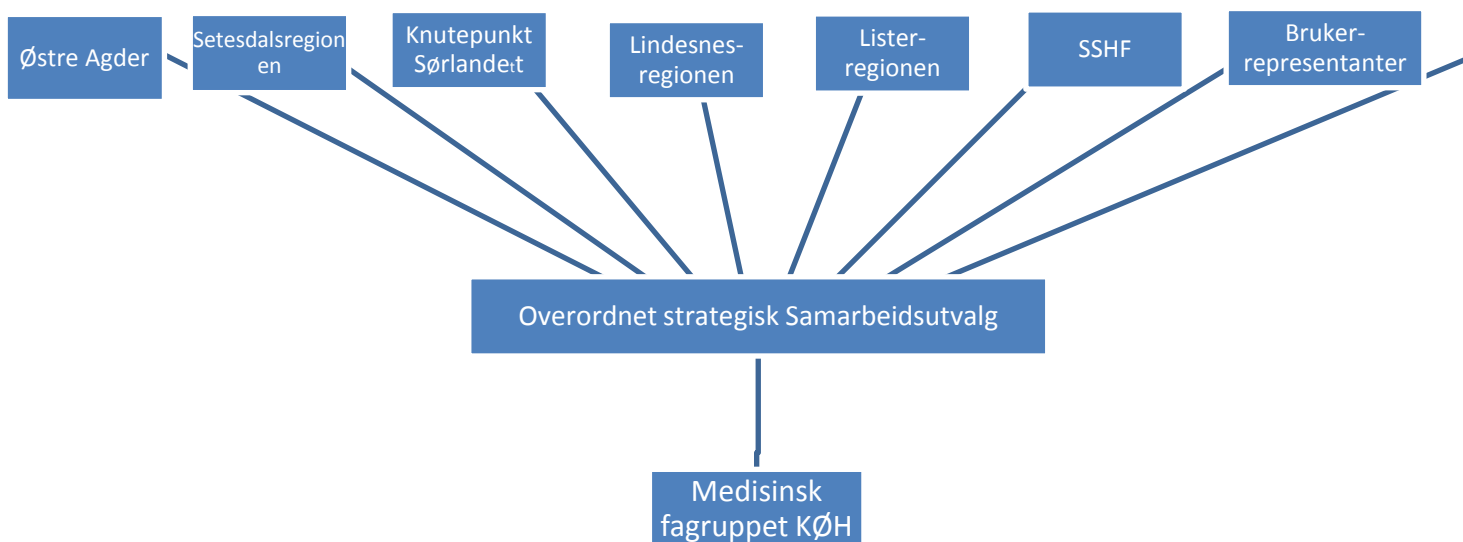 Østre Agder
Setesdalsregion
en
Knutepunkt
Sørlandett
Lindesnes-
regionen
Lister-
regionen
SSHF
Bruker-
representanter
Overordnet strategisk Samarbeidsutvalg
Medisinsk
fagruppet KØH